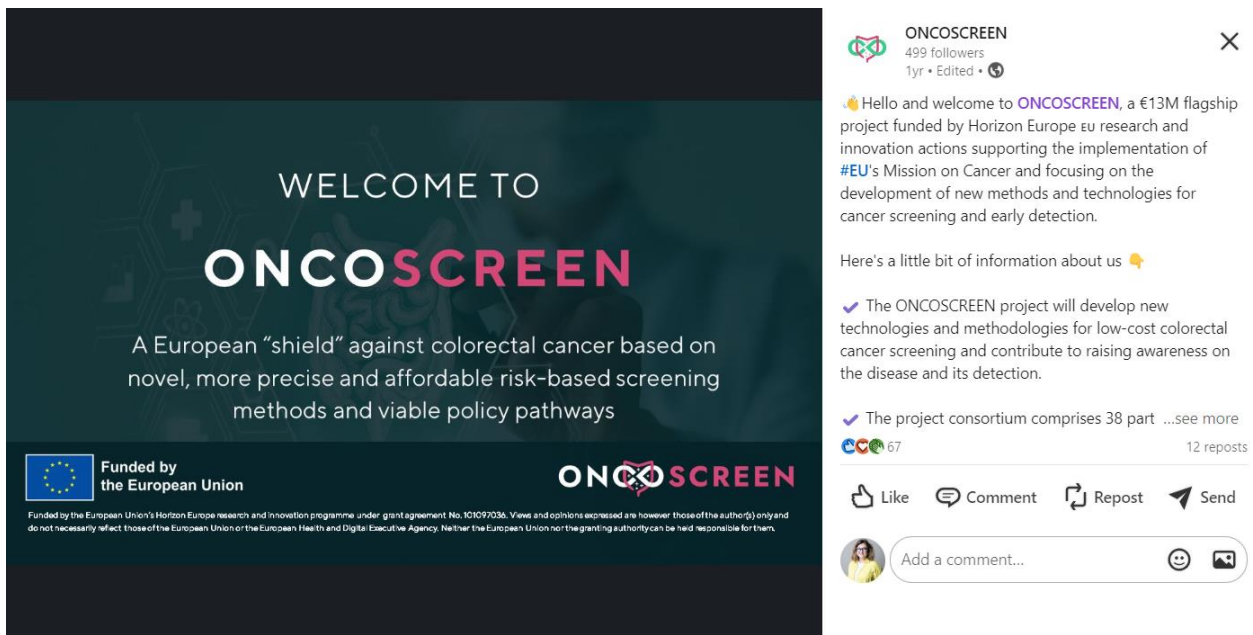 WELCOME TO
ONCOSCREEN
A European “shield” against colorectal cancer based on
novel, more precise and affordable risk-based screening
methods and viable policy pathways
Funded by
the European Union
ONCOSCREEN
Funded by the European Union's Horizon Europe research and innovation programme under grant agreement No. 101097036. Views and opinions expressed are however those of the author(s) only and
do not necessarily reflect those of the European Union or the European Health and Digital Executive Agency. Neither the European Union nor the granting authority can be held responsible for them.
ONCOSCREEN
499 followers
1yr • Edited •
Hello and welcome to ONCOSCREEN, a €13M flagship
project funded by Horizon Europe EU research and
innovation actions supporting the implementation of
#EU's Mission on Cancer and focusing on the
development of new methods and technologies for
cancer screening and early detection.
Here's a little bit of information about us 👇
✔ The ONCOSCREEN project will develop new
technologies and methodologies for low-cost colorectal
cancer screening and contribute to raising awareness on
the disease and its detection.
✔ The project consortium comprises 38 part ...see more
67
12 reposts
Like Comment Repost Send
Add a comment...